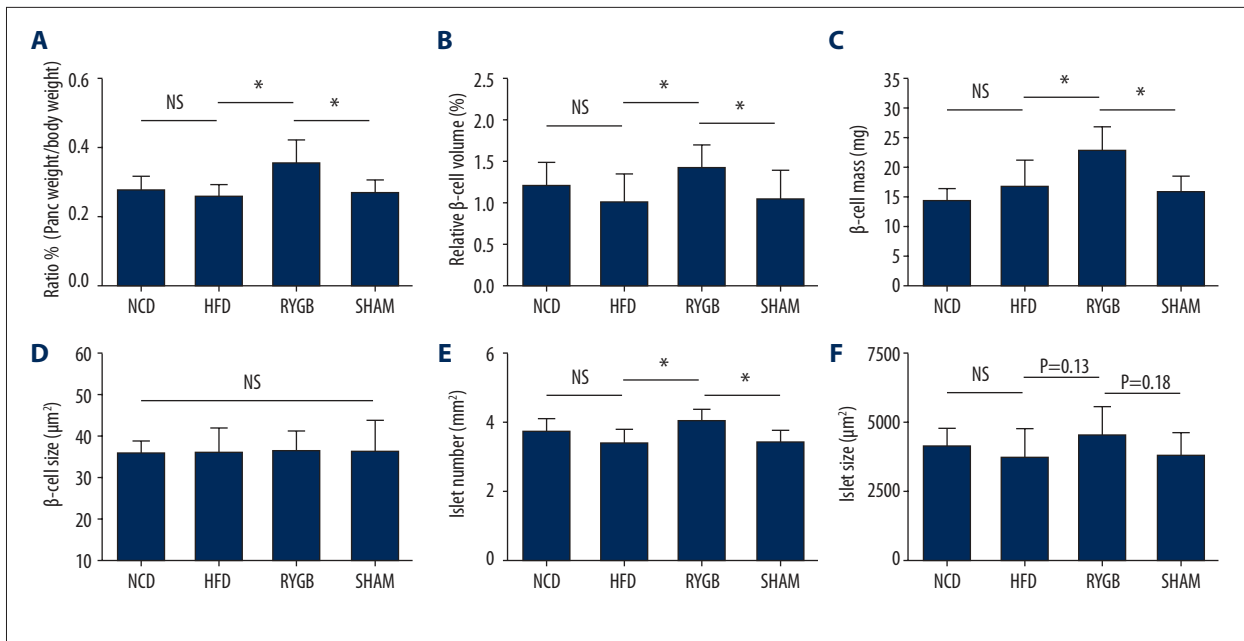 A
Ratio % (Panc weight/body weight)
0.6
0.4
0.2
0.0
NS
*
*
NCD HFD RYGB SHAM
B
Relative β-cell volume (%)
2.5
2.0
1.5
1.0
0.5
0.0
NS
*
*
NCD HFD RYGB SHAM
C
β-cell mass (mg)
35
30
25
20
15
10
5
0
NS
*
*
NCD HFD RYGB SHAM
D
β-cell size (µm²)
60
50
40
30
20
10
NS
NCD HFD RYGB SHAM
E
Islet number (mm²)
6
4
2
0
NS
*
*
NCD HFD RYGB SHAM
F
Islet size (µm²)
7500
5000
2500
0
NS
P=0.13
P=0.18
NCD HFD RYGB SHAM